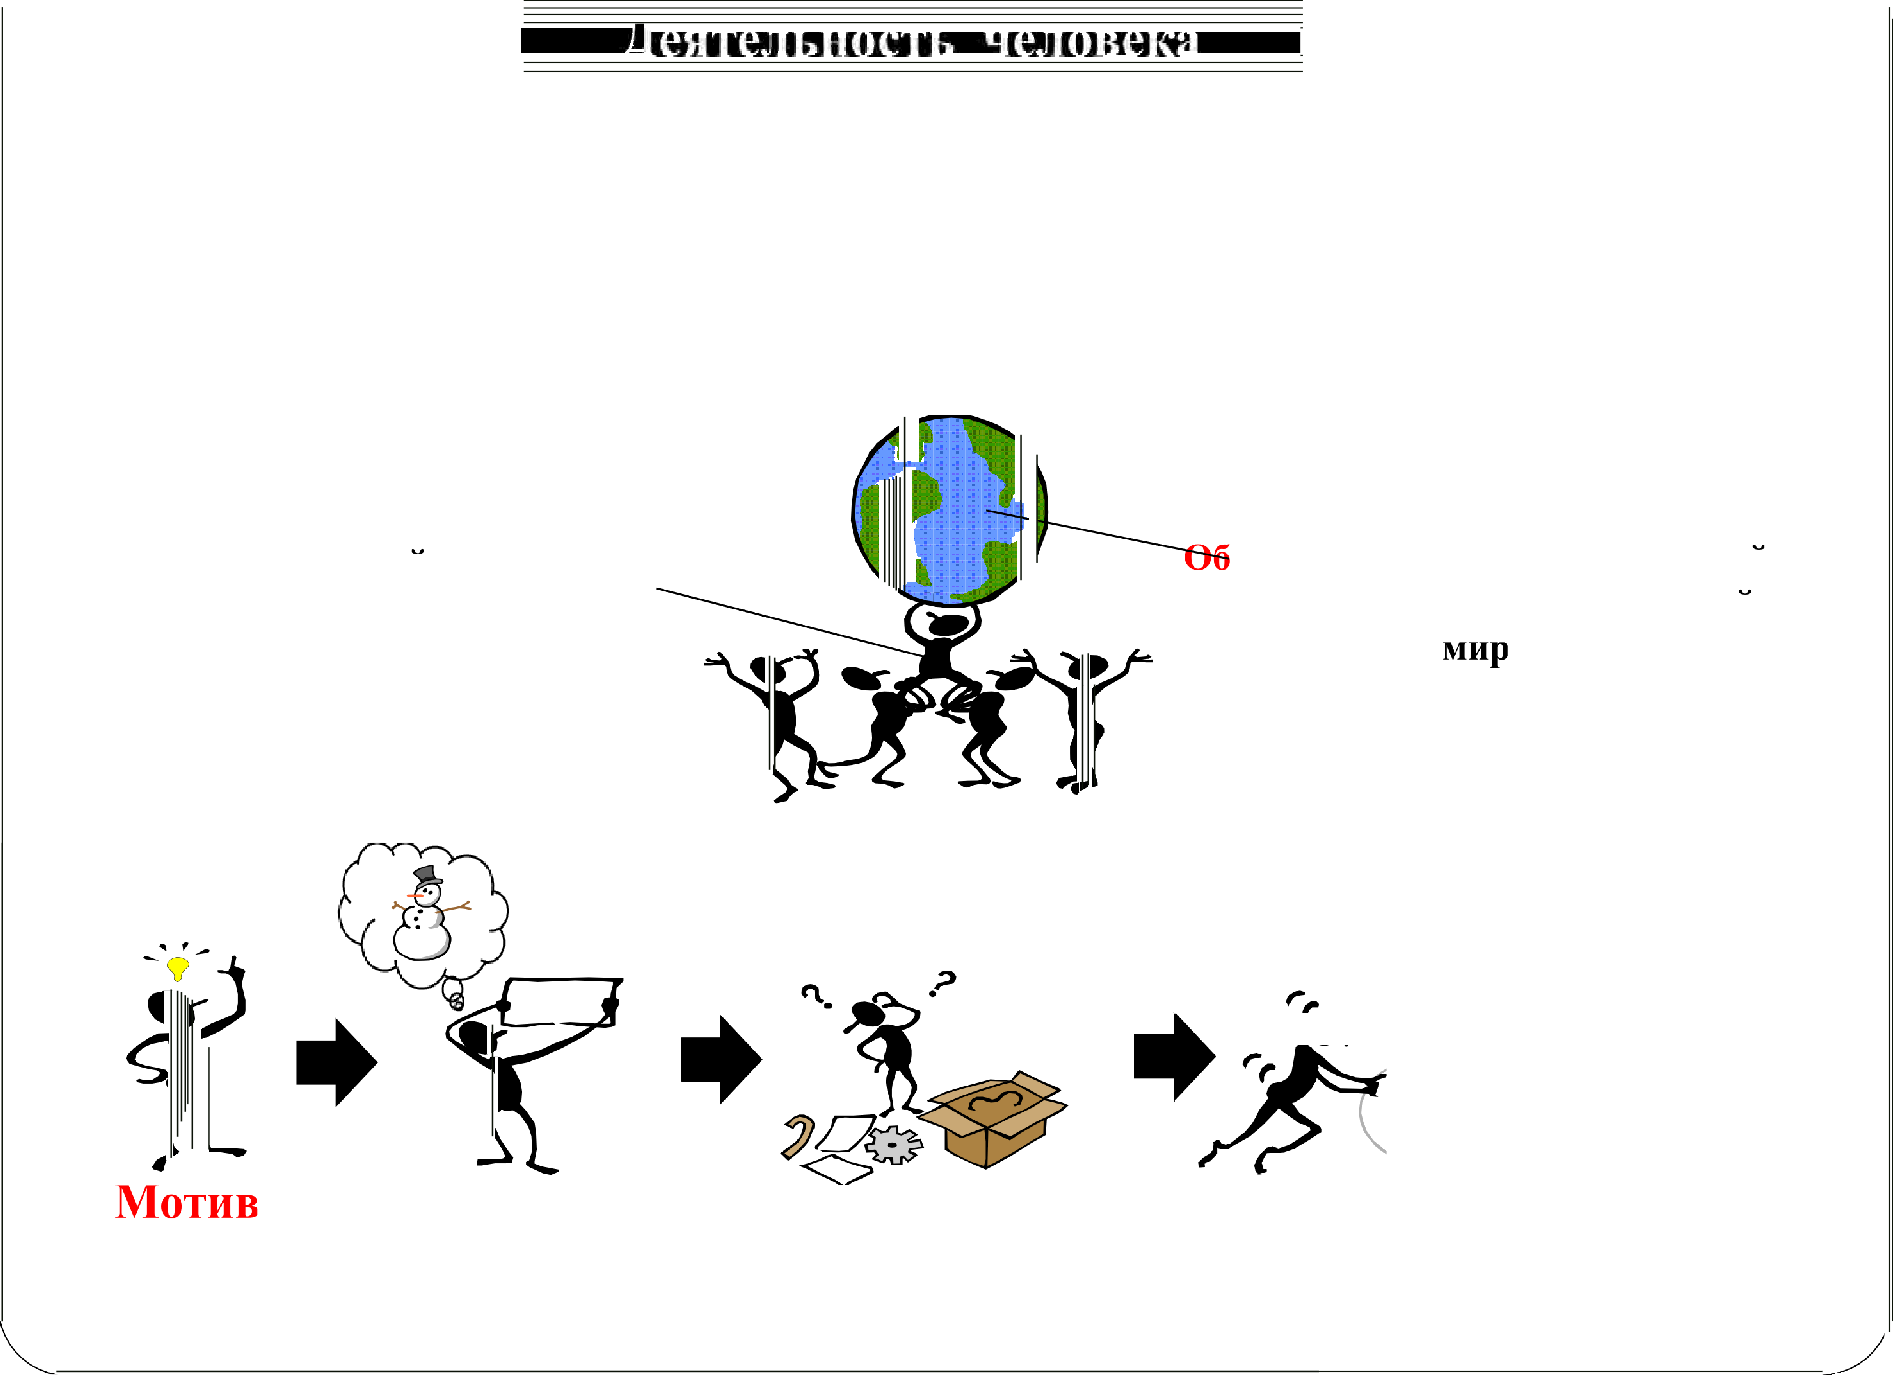 Деятельность человека
Об
мир
Мотив